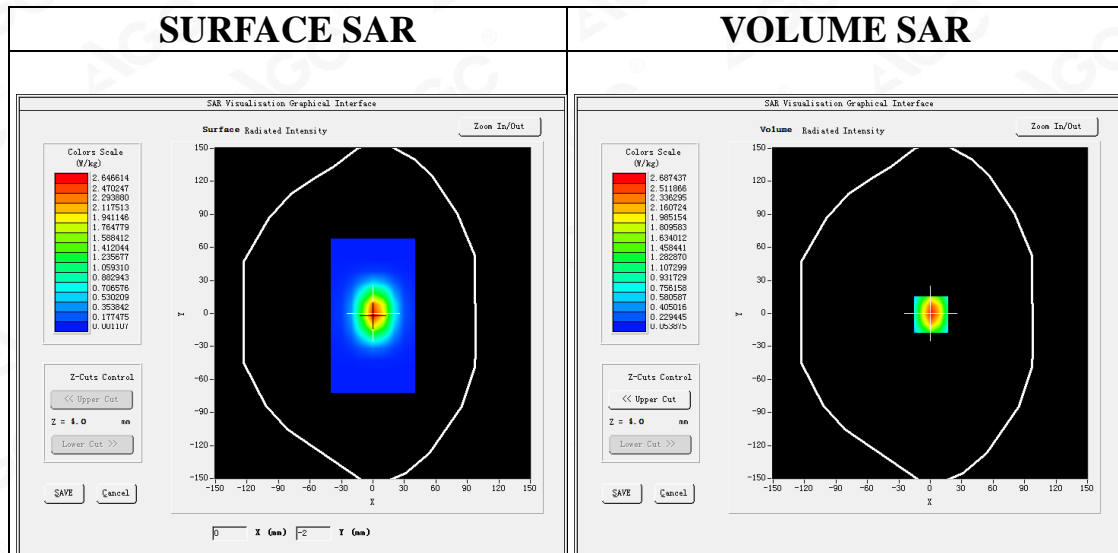 SURFACE SAR
VOLUME SAR
SAR Visualisation Graphical Interface
Surface Radiated Intensity
Zoom In/Out
Colors Scale
(W/kg)
2.646614
2.470247
2.293880
2.117513
1.941146
1.764779
1.588412
1.412044
1.235677
1.059310
0.882943
0.706576
0.530209
0.353842
0.177475
0.001107
Z-Cuts Control
<< Upper Cut
Z = 4.0 mm
Lower Cut >>
SAVE Cancel
150
120
90
60
30
0
-30
-60
-90
-120
-150
Y
-150 -120 -90 -60 -30 0 30 60 90 120 150
X
0 X (mm) -2 Y (mm)
SAR Visualisation Graphical Interface
Volume Radiated Intensity
Zoom In/Out
Colors Scale
(W/kg)
2.687437
2.511866
2.336295
2.160724
1.985154
1.809583
1.634012
1.458441
1.282870
1.107299
0.931729
0.756158
0.580587
0.405016
0.229445
0.053875
Z-Cuts Control
<< Upper Cut
Z = 4.0 mm
Lower Cut >>
SAVE Cancel
150
120
90
60
30
0
-30
-60
-90
-120
-150
Y
-150 -120 -90 -60 -30 0 30 60 90 120 150
X
AGC